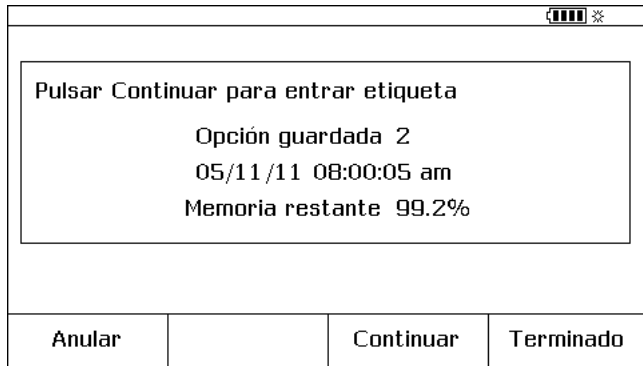 Pulsar Continuar para entrar etiqueta
Opción guardada 2
05/11/11 08:00:05 am
Memoria restante 99.2%
Anular Continuar Terminado